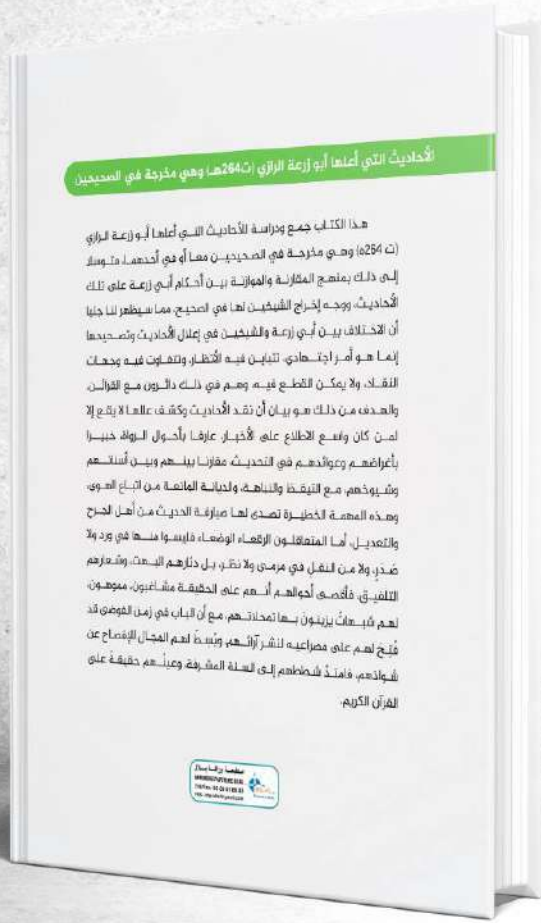 الأحاديث التي أعلها أبو زرعة الرازي (ت264هـ) وهي مخرجة في الصحيحين
هذا الكتاب جمع ودراسة للأحاديث التي أعلها أبو زرعة الرازي
(ت 264ه) وهي مخرجة في الصحيحين معا أو في أحدهما، متوسلا
إلى ذلك بمنهج المقارنة والموازنة بين أحكام أبي زرعة على تلك
الأحاديث، ووجه إخراج الشيخين لها في الصحيح، مما سيظهر لنا جليا
أن الاختلاف بين أبي زرعة والشيخين في إعلال الأحاديث وتصحيحها
إنما هو أمر اجتهادي، تتباين فيه الأنظار، وتتفاوت فيه وجهات
النقاد، ولا يمكن القطع فيه، وهم في ذلك دائرون مع القرائن،
والهدف من ذلك هو بيان أن نقد الأحاديث وكشف عللها لا يقع إلا
لمن كان واسع الاطلاع على الأخبار، عارفا بأحوال الرواة، خبيرا
بأغراضهم وعوائدهم في التحديث، مقارنا بينهم وبين أسنانهم
وشيوخهم، مع التيقظ والنباهة، ولديانة المانعة من اتباع الهوى،
وهذه المهمة الخطيرة تصدى لها صيارفة الحديث من أهل الجرح
والتعديل، أما المتعاقلون الرقعاء الوضعاء فليسوا منها في ورد ولا
صَدَرٍ، ولا من النقل في مرمى ولا نظر، بل دثارهم البهت، وشعارهم
التلفيق، فأقصى أحوالهم أنهم على الحقيقة مشاغبون، مموهون،
لهم شبهاتٌ يزينون بها تمحلاتهم، مع أن الباب في زمن الفوضى قد
فُتِحَ لهم على مصراعيه لنشر آرائهم، وبُسِطَ لهم المجال للإفصاح عن
شواذهم، فامتدَّ شططهم إلى السنة المشرفة، وعينُهم حقيقةً على
القرآن الكريم.